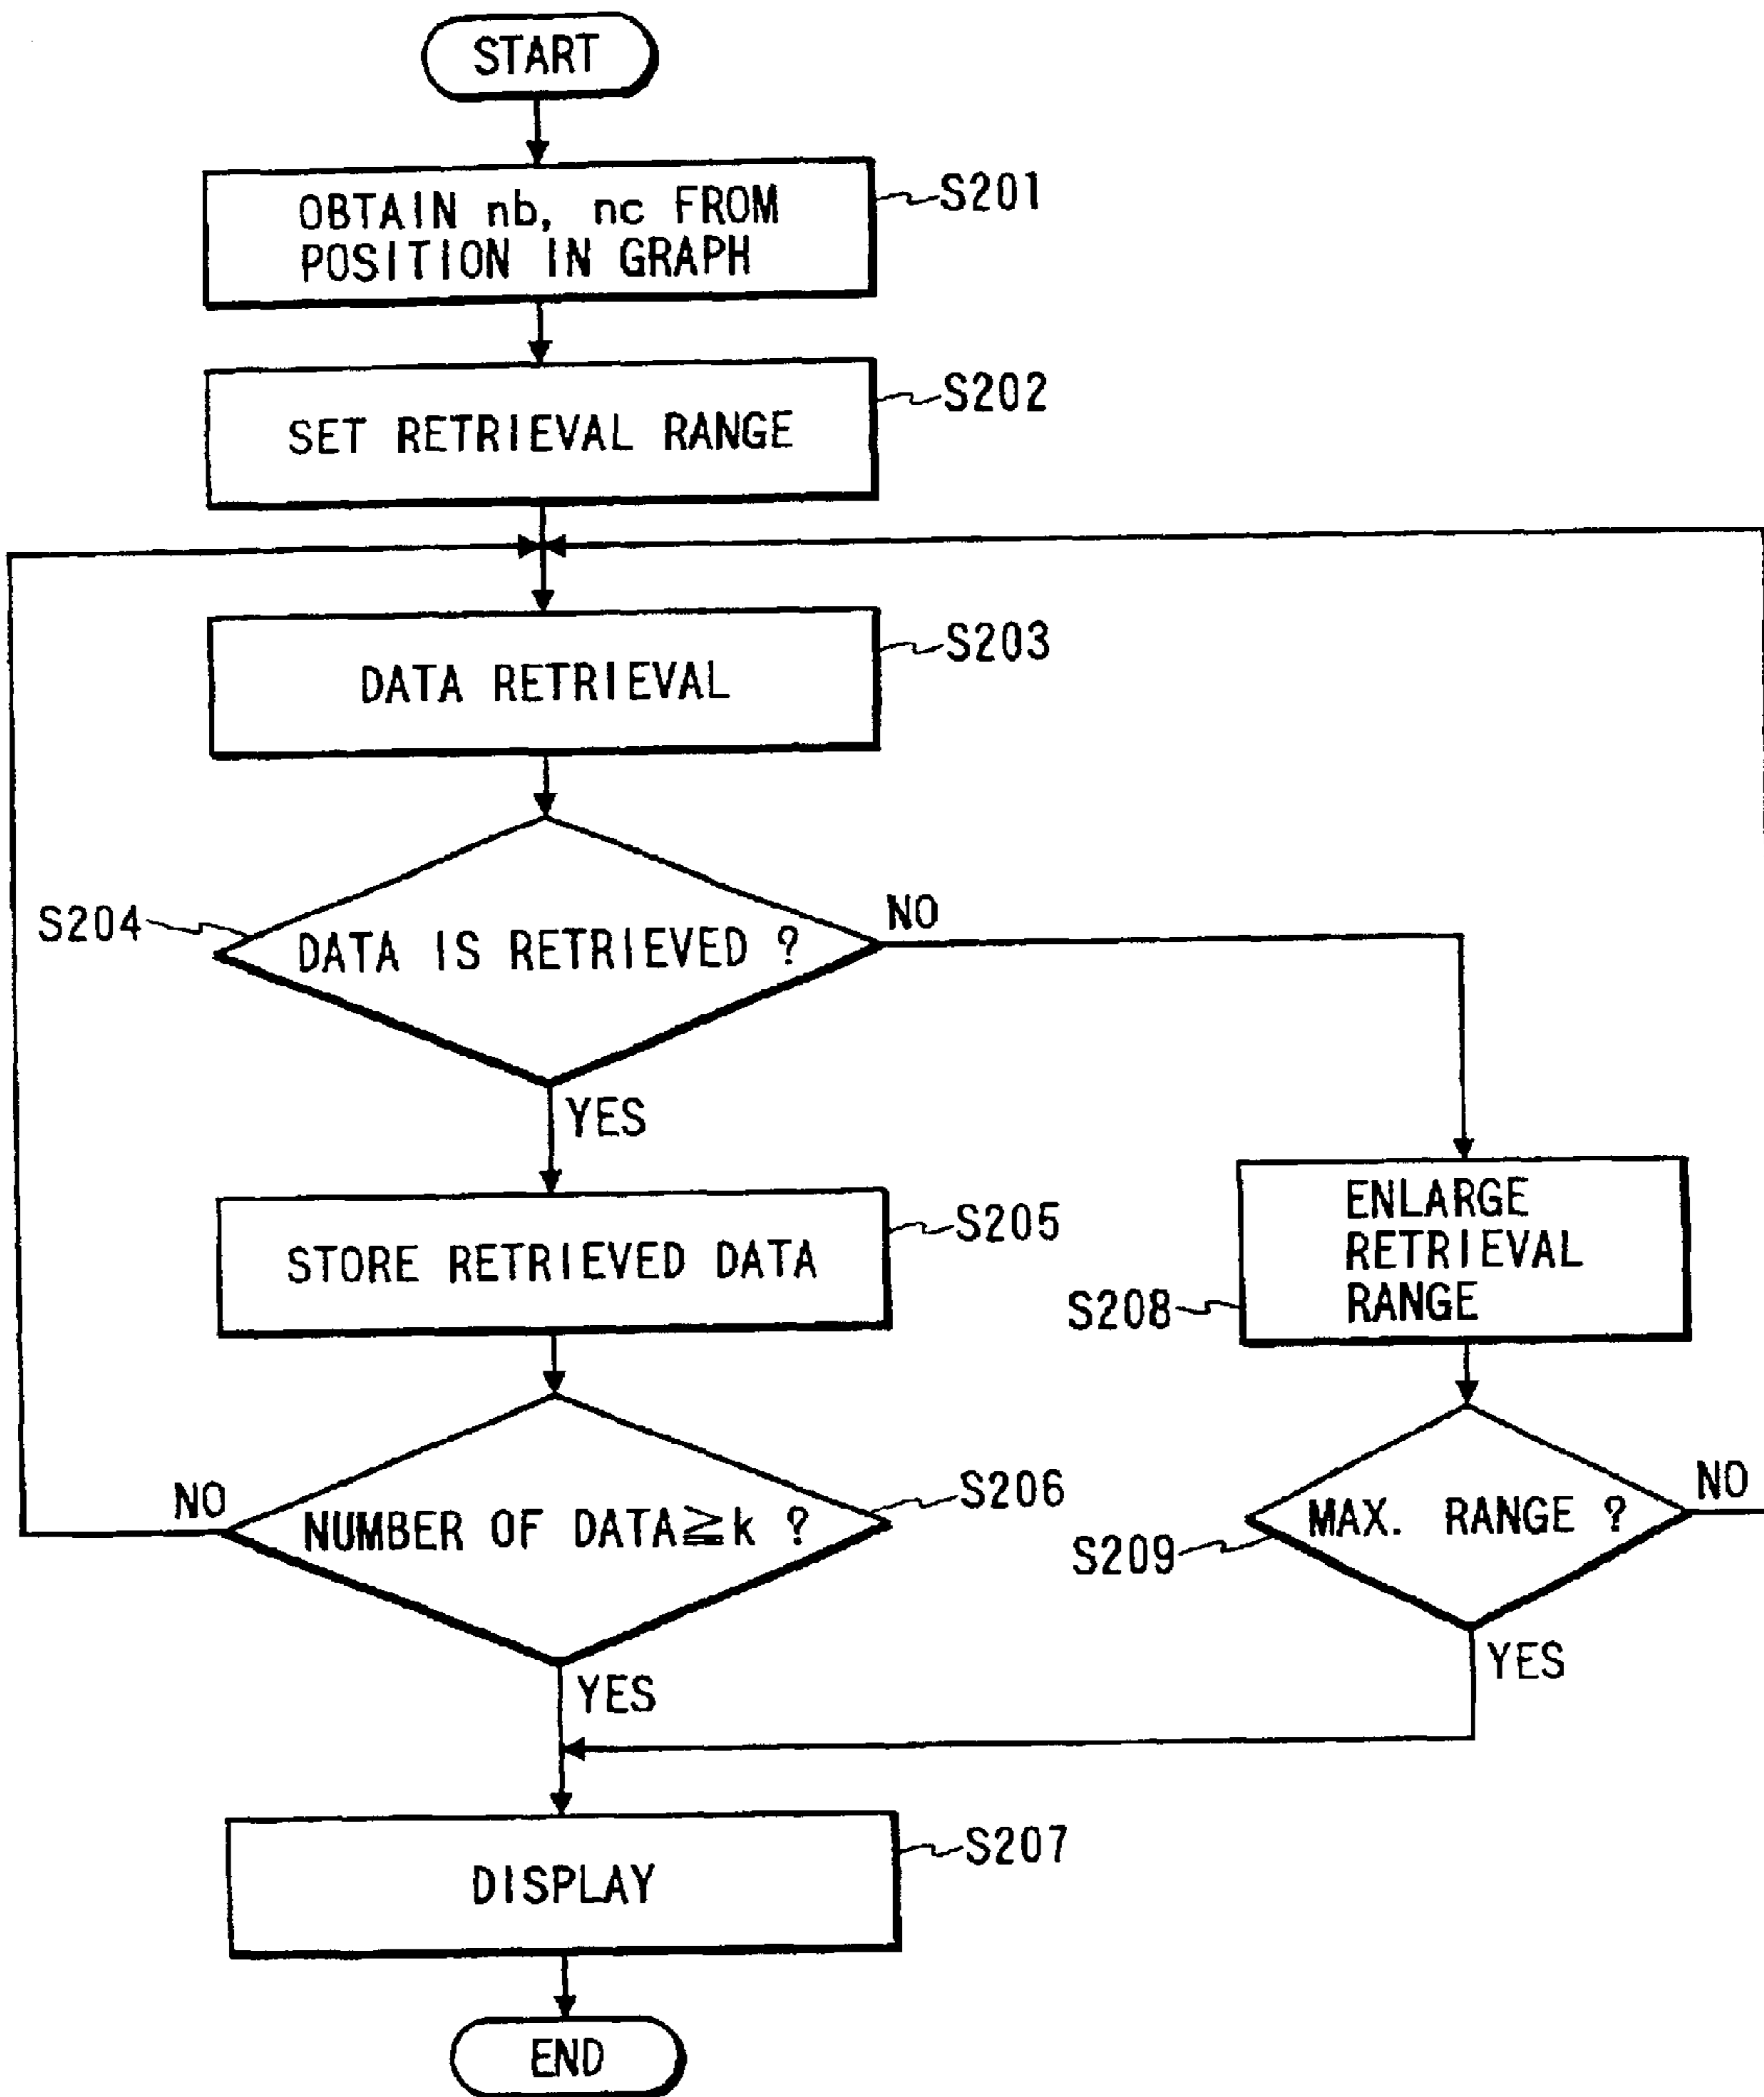 START
OBTAIN nb, nc FROM
POSITION IN GRAPH
S201
SET RETRIEVAL RANGE
S202
DATA RETRIEVAL
S203
S204
DATA IS RETRIEVED ?
NO
YES
STORE RETRIEVED DATA
S205
ENLARGE
RETRIEVAL
RANGE
S208
NO
NUMBER OF DATA≧k ?
S206
MAX. RANGE ?
NO
S209
YES
YES
DISPLAY
S207
END